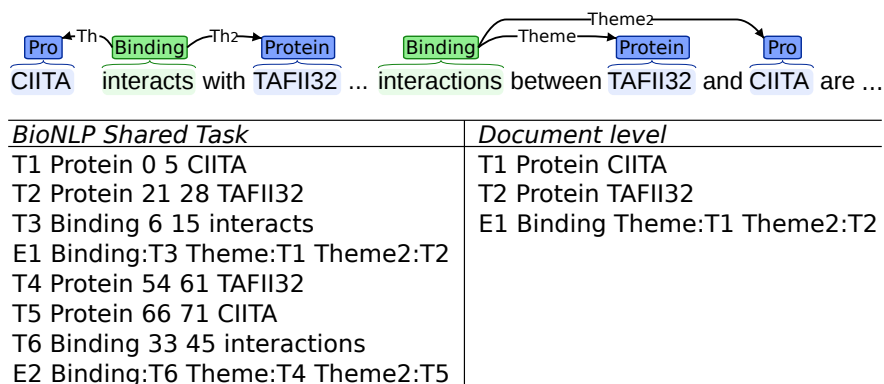 Theme2
Pro Th Binding Th2 Protein Binding Theme Protein Pro
CIITA interacts with TAFII32 ... interactions between TAFII32 and CIITA are ...
BioNLP Shared Task Document level
T1 Protein 0 5 CIITA T1 Protein CIITA
T2 Protein 21 28 TAFII32 T2 Protein TAFII32
T3 Binding 6 15 interacts E1 Binding Theme:T1 Theme2:T2
E1 Binding:T3 Theme:T1 Theme2:T2
T4 Protein 54 61 TAFII32
T5 Protein 66 71 CIITA
T6 Binding 33 45 interactions
E2 Binding:T6 Theme:T4 Theme2:T5